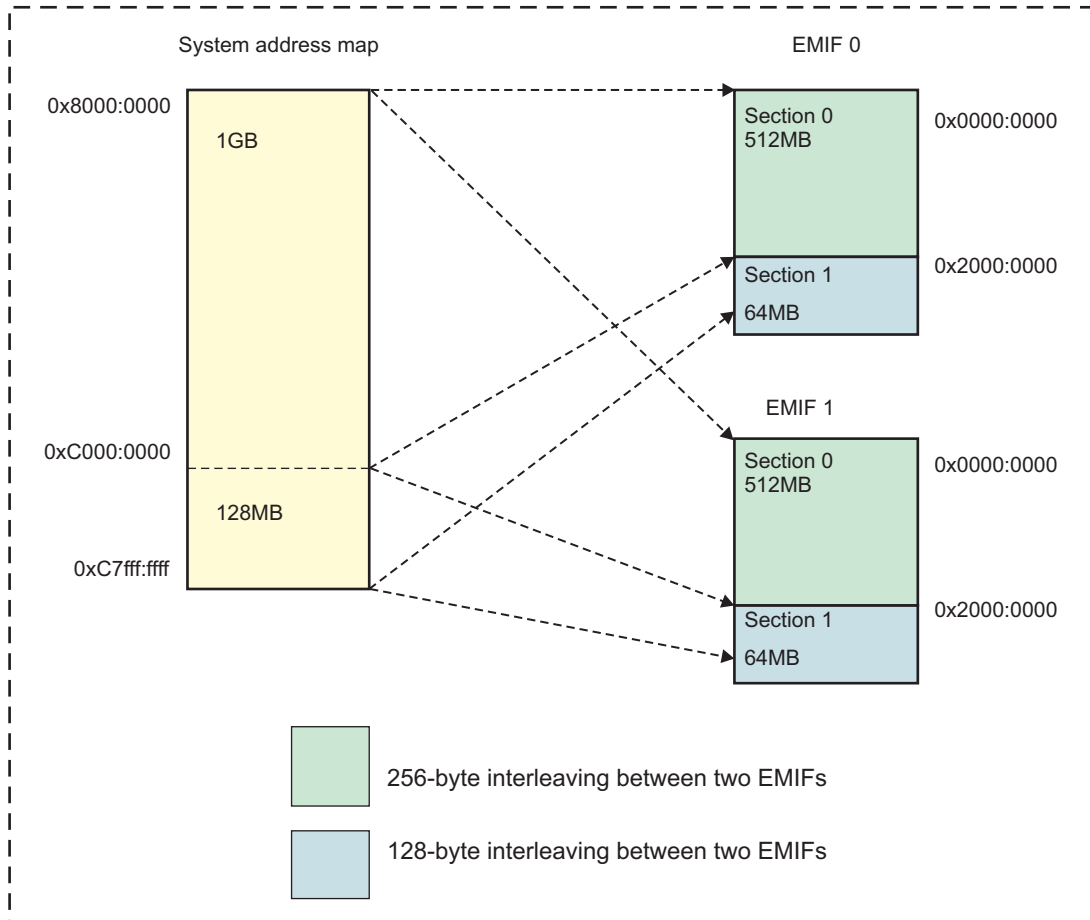 System address map
0x8000:0000
1GB
0xC000:0000
128MB
0xC7fff:ffff
EMIF 0
Section 0
512MB
0x0000:0000
Section 1
64MB
0x2000:0000
EMIF 1
Section 0
512MB
0x0000:0000
Section 1
64MB
0x2000:0000
256-byte interleaving between two EMIFs
128-byte interleaving between two EMIFs